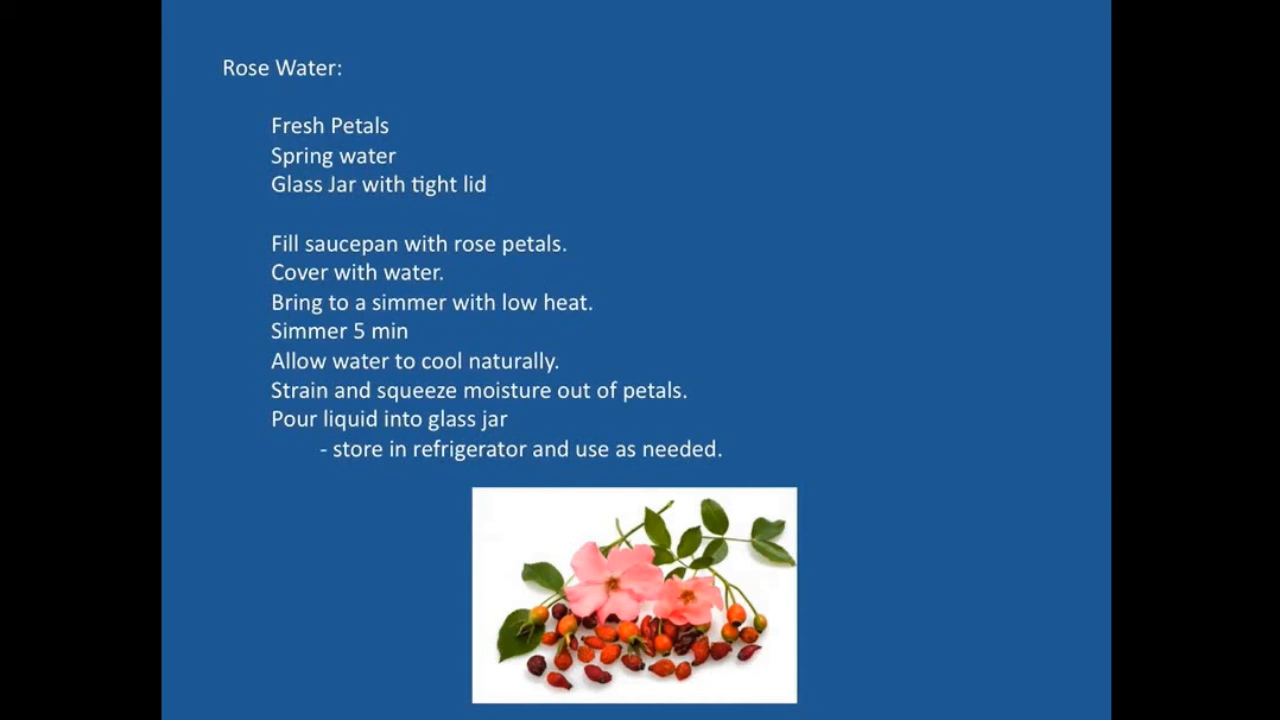 Rose Water:
Fresh Petals
Spring water
Glass Jar with tight lid
Fill saucepan with rose petals.
Cover with water.
Bring to a simmer with low heat.
Simmer 5 min
Allow water to cool naturally.
Strain and squeeze moisture out of petals.
Pour liquid into glass jar
- store in refrigerator and use as needed.